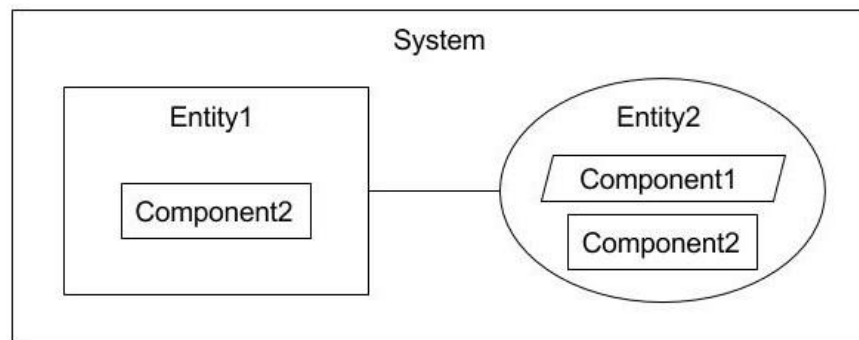 System
Entity1
Component2
Entity2
Component1
Component2